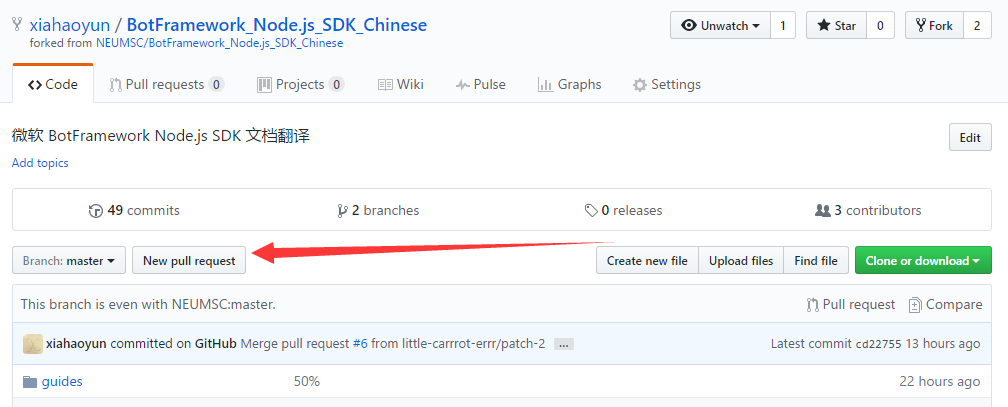 xiahaoyun / BotFramework_Node.js_SDK_Chinese
Unwatch 1 Star 0 Fork 2
forked from NEUMSC/BotFramework_Node.js_SDK_Chinese
Code Pull requests 0 Projects 0 Wiki Pulse Graphs Settings
微软 BotFramework Node.js SDK 文档翻译
Edit
Add topics
49 commits 2 branches 0 releases 3 contributors
Branch: master New pull request Create new file Upload files Find file Clone or download
This branch is even with NEUMSC:master. Pull request Compare
xiahaoyun committed on GitHub Merge pull request #6 from little-carrrot-errr/patch-2 ... Latest commit cd22755 13 hours ago
guides 50% 22 hours ago